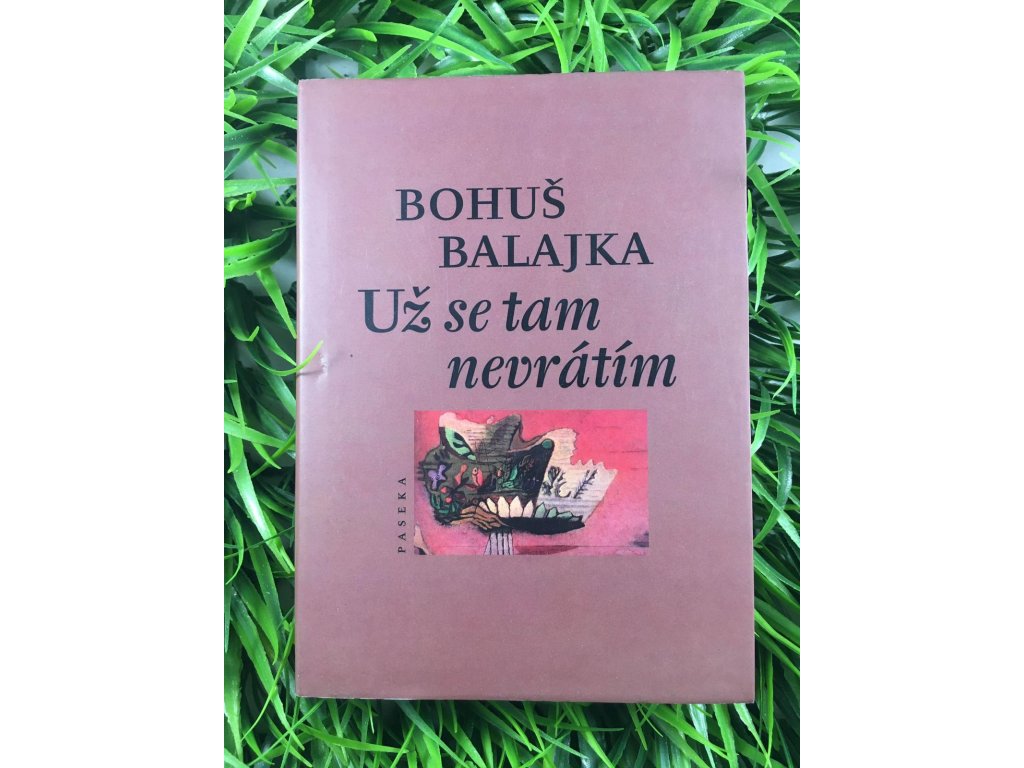 BOHUŠ
BALAJKA
Už se tam
nevrátím
PASEKA